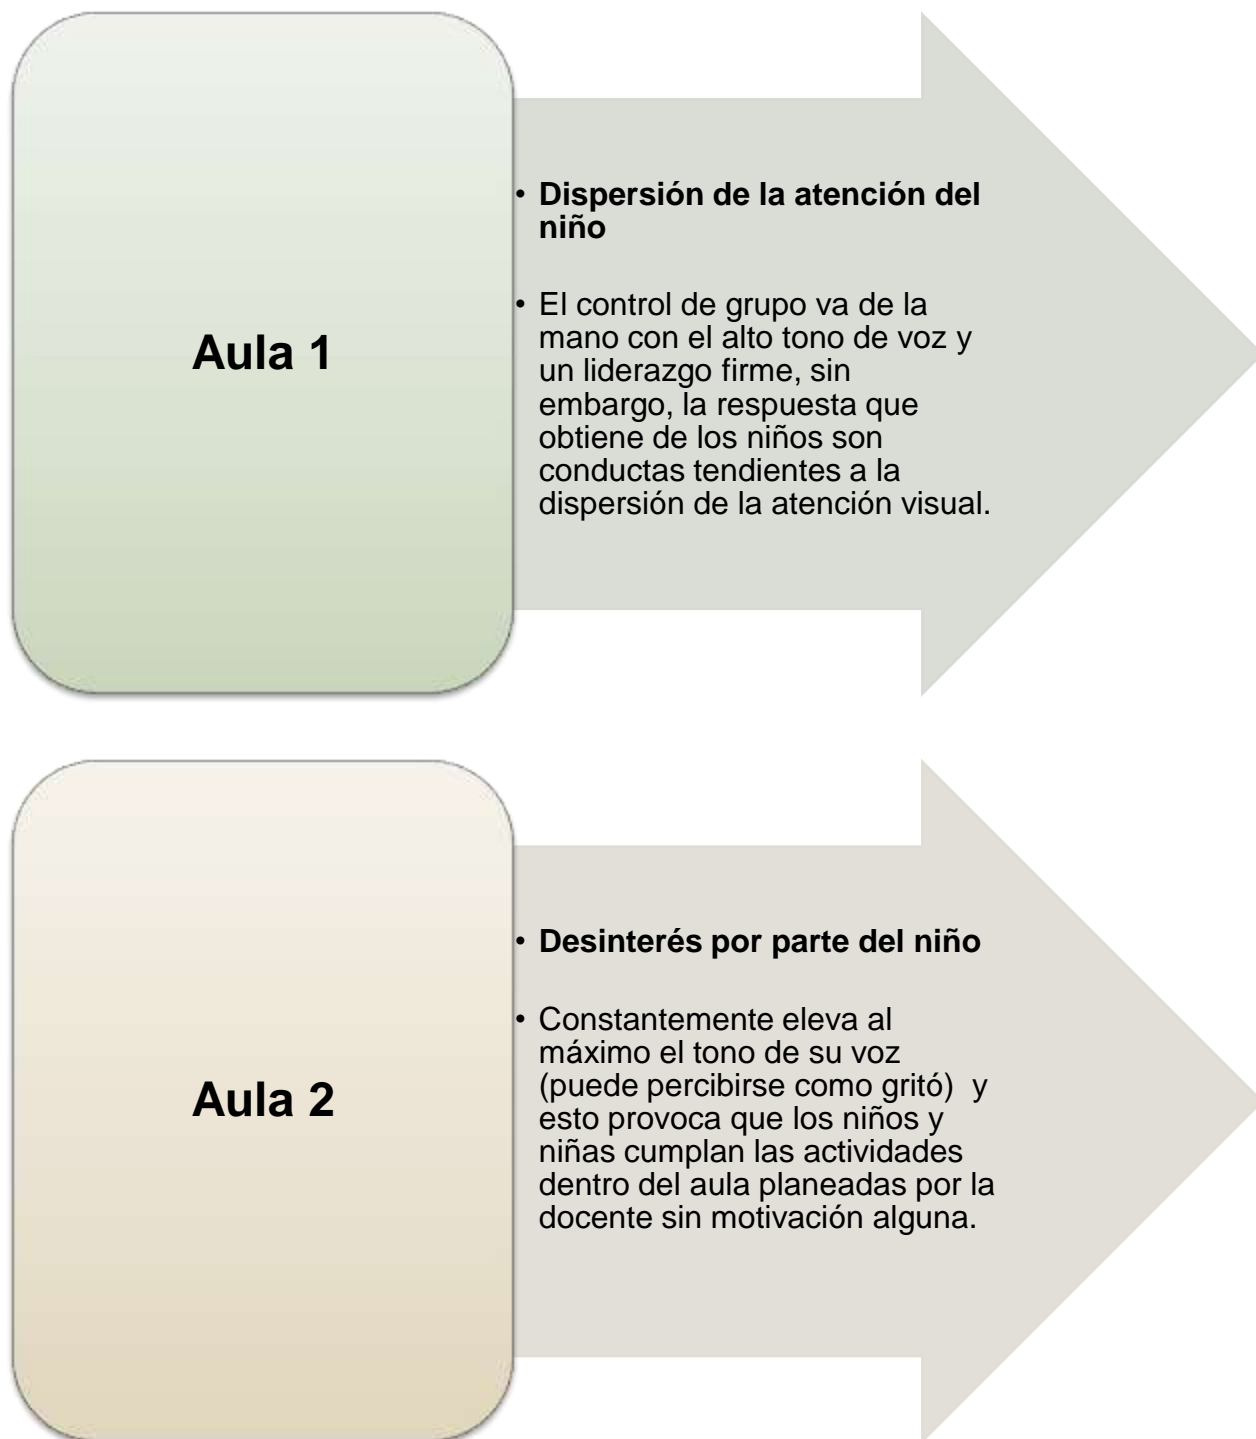 Aula 1
• Dispersión de la atención del
niño
• El control de grupo va de la
mano con el alto tono de voz y
un liderazgo firme, sin
embargo, la respuesta que
obtiene de los niños son
conductas tendientes a la
dispersión de la atención visual.
Aula 2
• Desinterés por parte del niño
• Constantemente eleva al
máximo el tono de su voz
(puede percibirse como gritó)  y
esto provoca que los niños y
niñas cumplan las actividades
dentro del aula planeadas por la
docente sin motivación alguna.